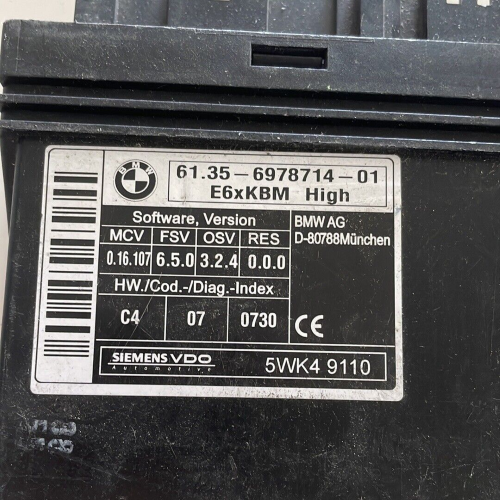 BMW
61.35-6978714-01
E6xKBM High
Software, Version
MCV FSV OSV RES
0.16.107 6.5.0 3.2.4 0.0.0
HW./Cod.-/Diag.-Index
C4 07 0730
BMW AG
D-80788München
CE
SIEMENS VDO
Automotive
5WK4 9110